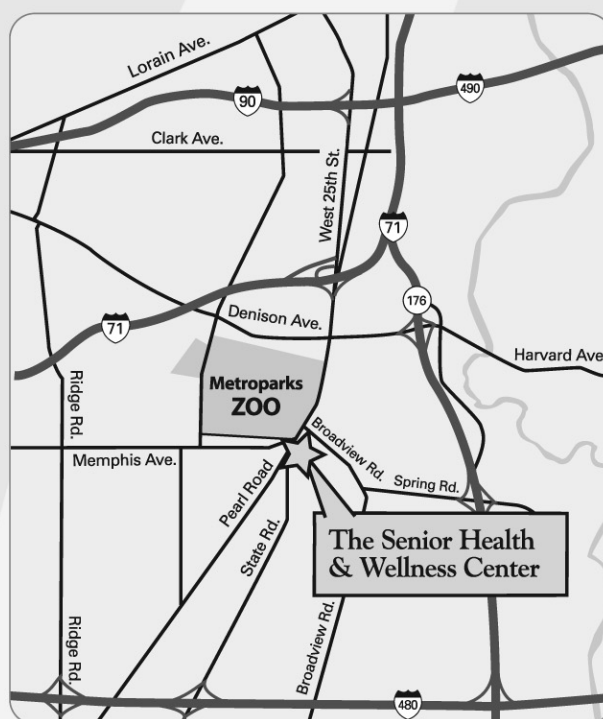 Lorain Ave.
90
490
Clark Ave.
West 25th St.
71
176
71
Denison Ave.
Harvard Ave
Metroparks
ZOO
Ridge Rd.
Memphis Ave.
Pearl Road
Broadview Rd.
Spring Rd.
State Rd.
The Senior Health
& Wellness Center
Ridge Rd.
Broadview Rd.
480